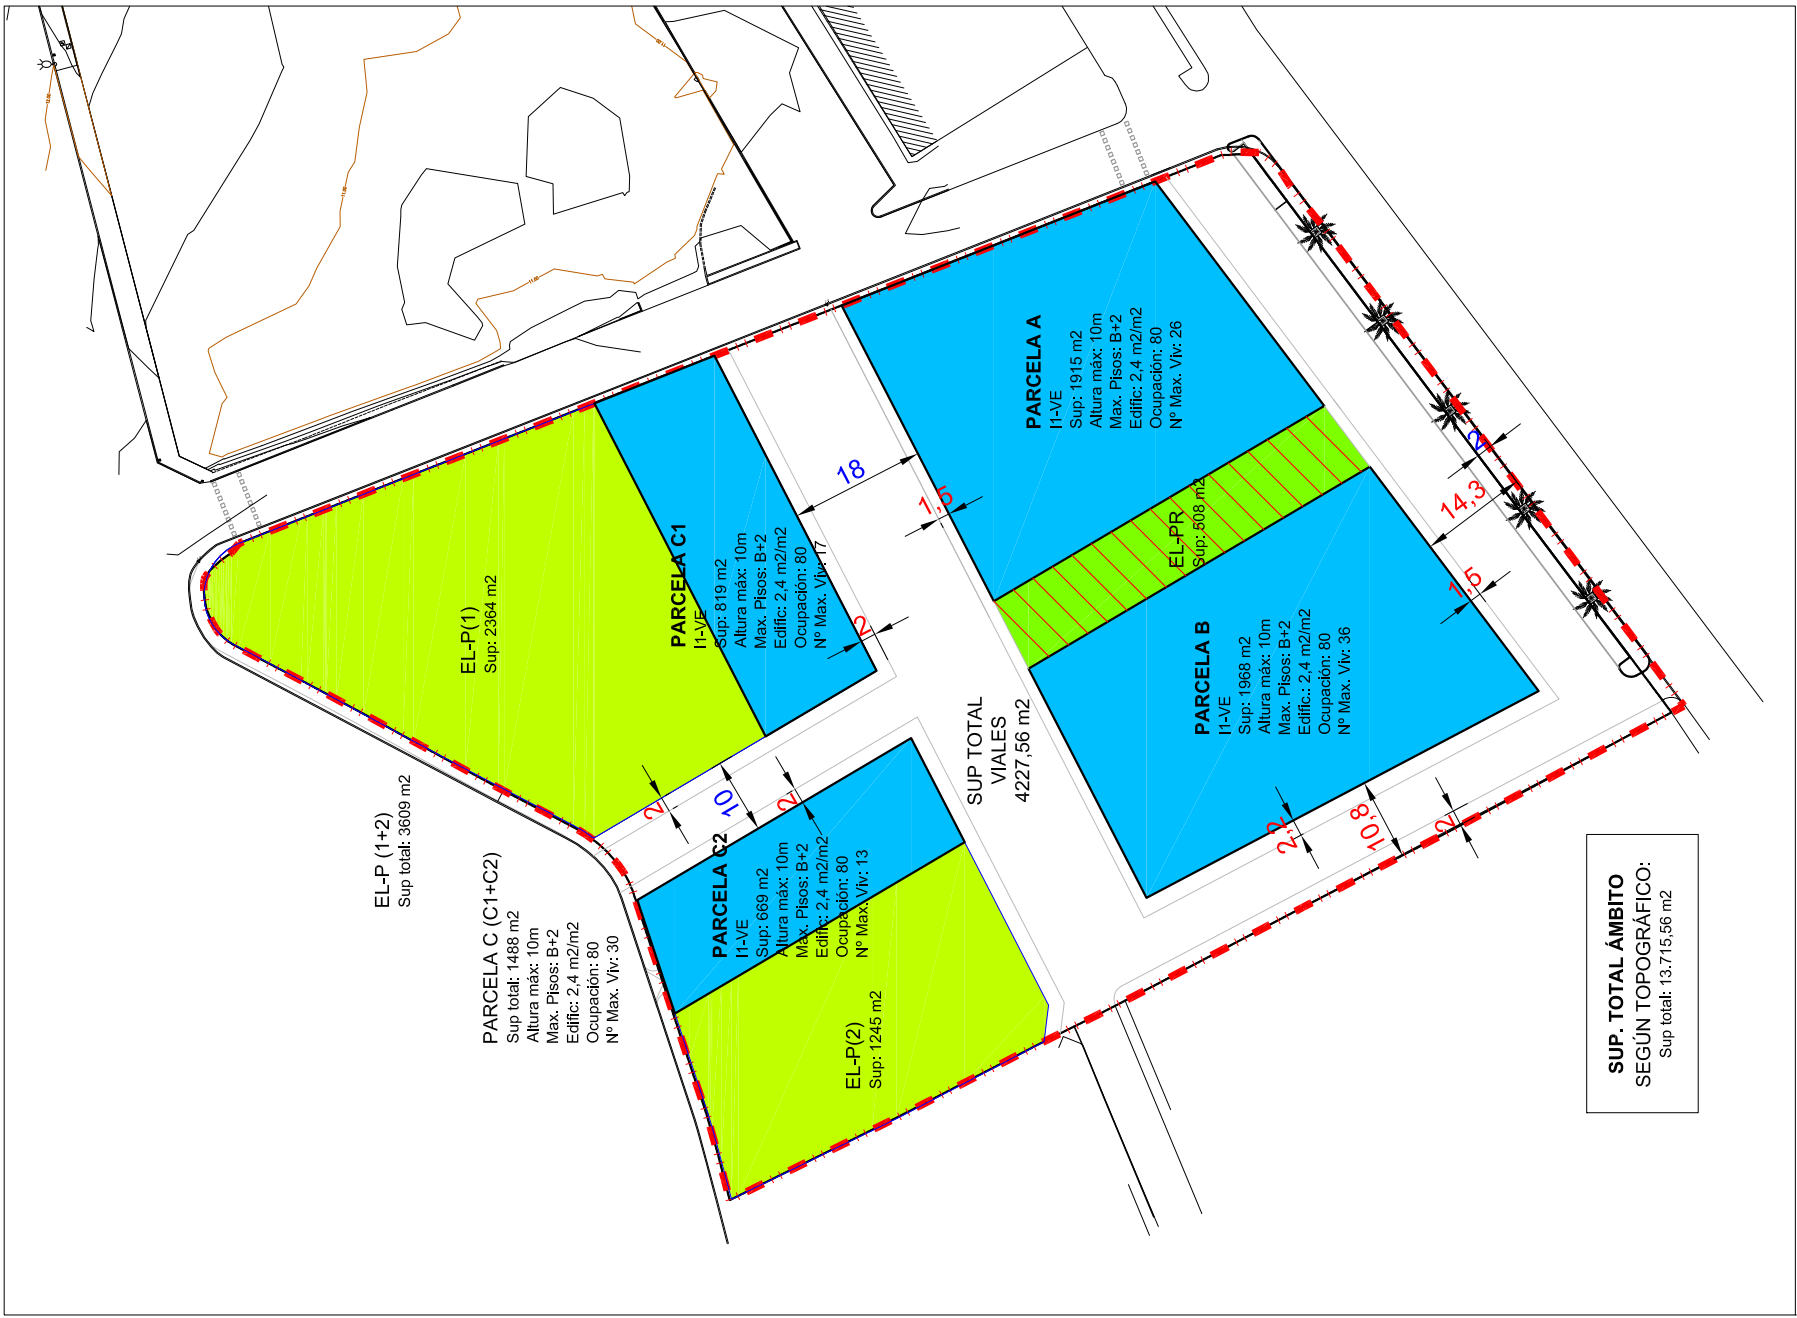 EL-P(1)
Sup: 2364 m2
PARCELA C1
I1-VE
Sup: 819 m2
Altura máx: 10m
Max. Pisos: B+2
Edific: 2,4 m2/m2
Ocupación: 80
Nº Max. Viv: 17
PARCELA A
I1-VE
Sup: 1915 m2
Altura máx: 10m
Max. Pisos: B+2
Edific: 2,4 m2/m2
Ocupación: 80
Nº Max. Viv: 26
EL-PR
Sup: 508 m2
PARCELA B
I1-VE
Sup: 1968 m2
Altura máx: 10m
Max. Pisos: B+2
Edific.: 2,4 m2/m2
Ocupación: 80
Nº Max. Viv: 36
EL-P (1+2)
Sup total: 3609 m2
PARCELA C (C1+C2)
Sup total: 1488 m2
Altura máx: 10m
Max. Pisos: B+2
Edific: 2,4 m2/m2
Ocupación: 80
Nº Max. Viv: 30
PARCELA C2
I1-VE
Sup: 669 m2
Altura máx: 10m
Max. Pisos: B+2
Edific: 2,4 m2/m2
Ocupación: 80
Nº Max. Viv: 13
EL-P(2)
Sup: 1245 m2
SUP TOTAL
VIALES
4227,56 m2
18
1,5
2
2
10
2
2
14,3
1,5
2,2
10,8
2
SUP. TOTAL ÁMBITO
SEGÚN TOPOGRÁFICO:
Sup total: 13.715,56 m2